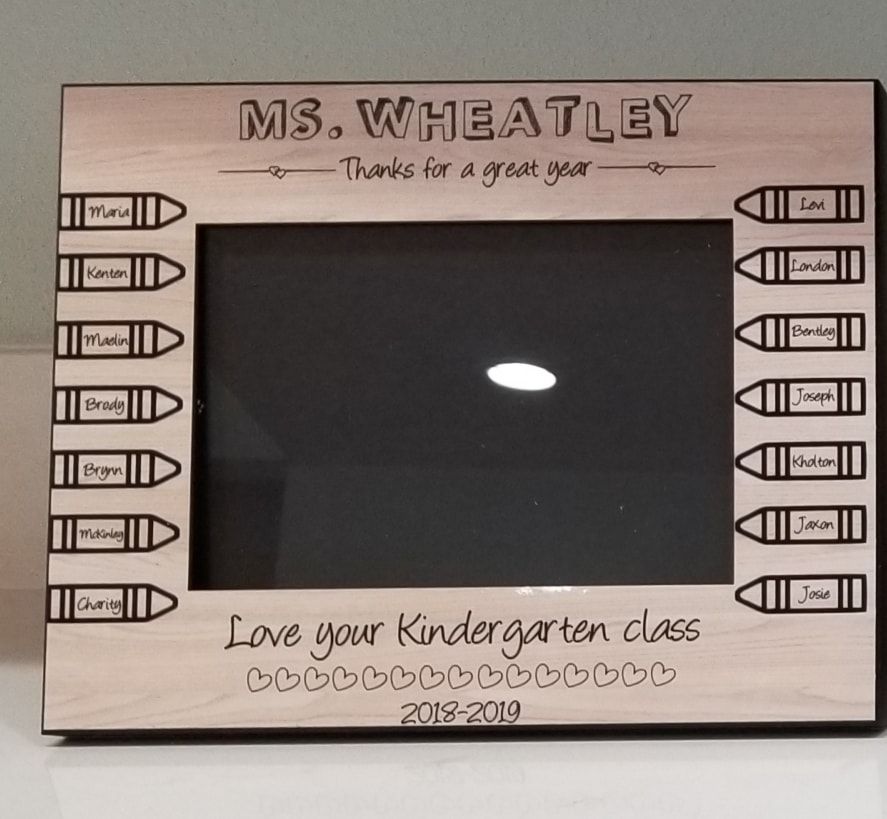 MS. WHEATLEY
Thanks for a great year
Maria
Kenten
Maelin
Brody
Brynn
McKinley
Charity
Levi
London
Bentley
Joseph
Kholton
Jaxon
Josie
Love your Kindergarten class
2018-2019